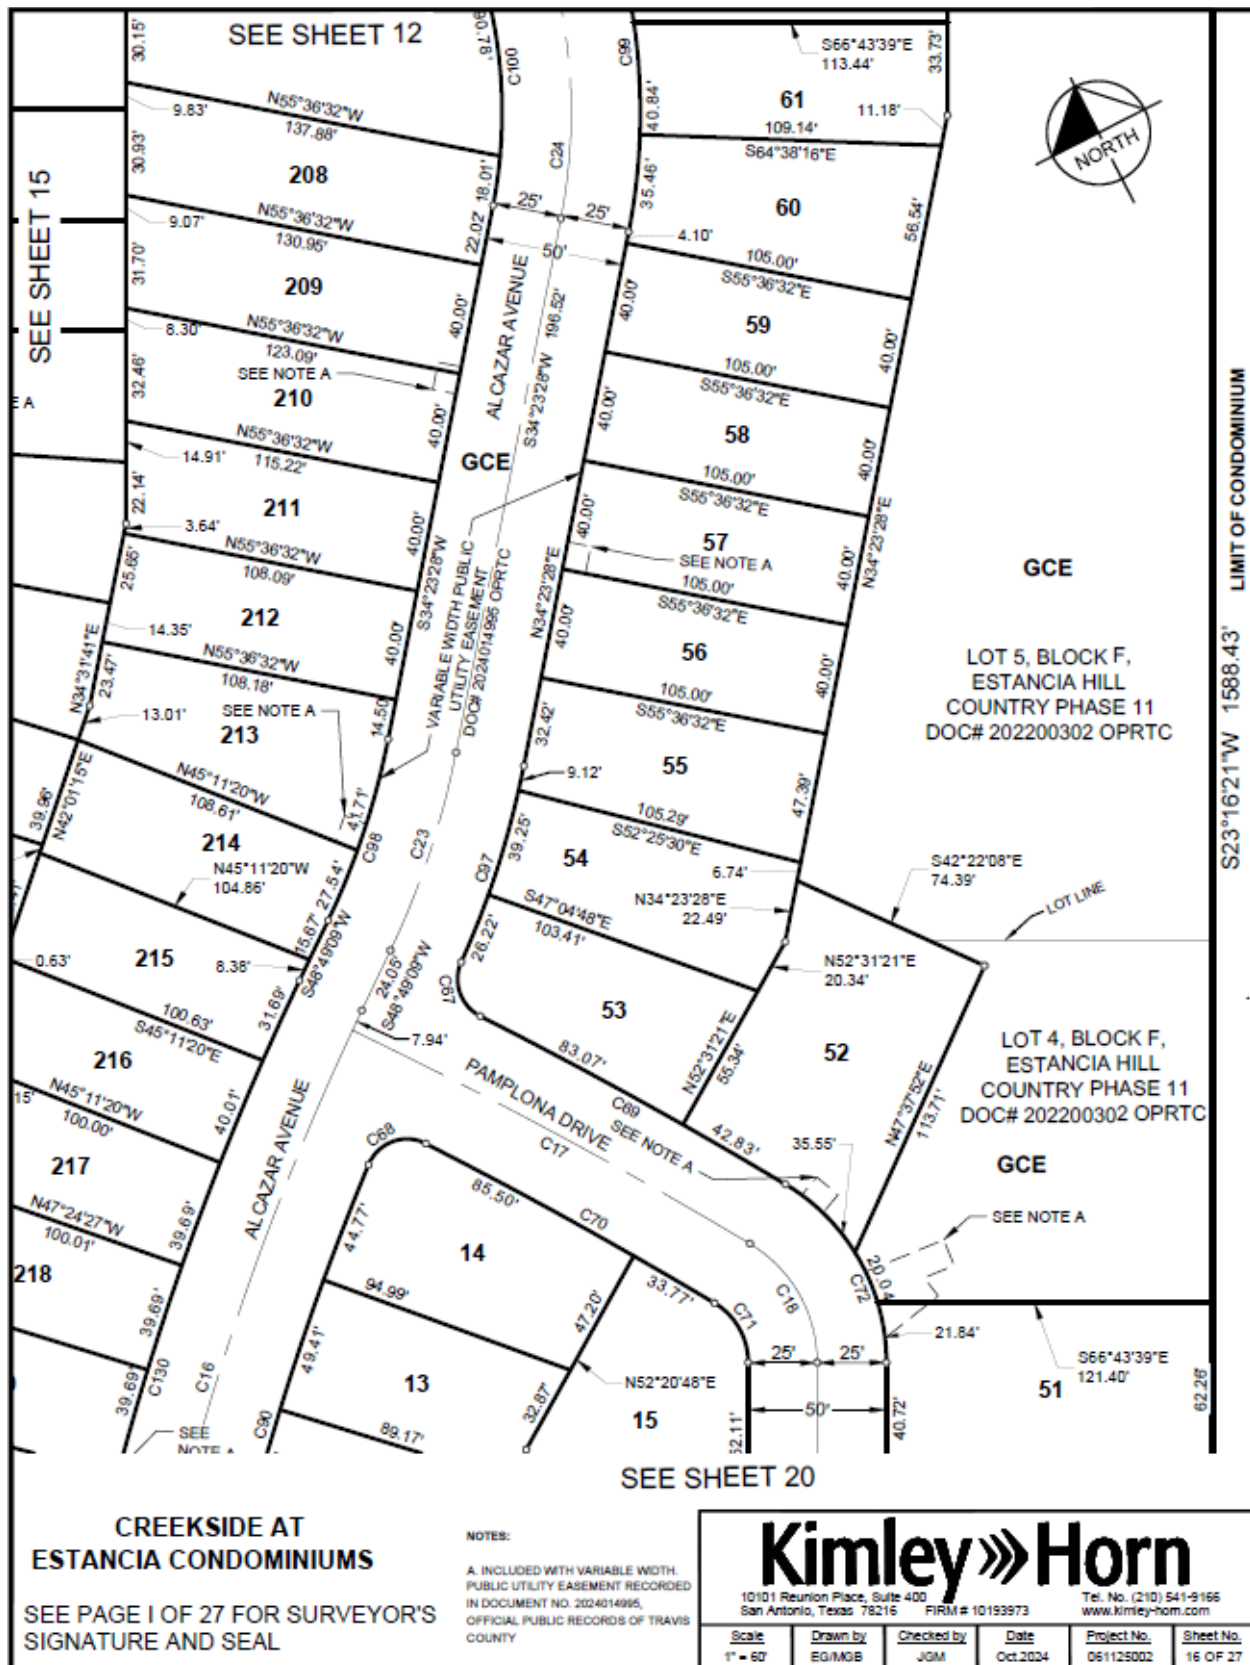 SEE SHEET 12
SEE SHEET 15
30.15'
90.78'
C100
C99
S66°43'39"E
113.44'
33.73'
61
11.18'
109.14'
S64°38'16"E
NORTH
9.83'
N55°36'32"W
137.88'
40.84'
C24
30.93'
208
18.01'
35.46'
60
56.54'
25'
25'
4.10'
9.07'
N55°36'32"W
130.95'
22.02'
50'
105.00'
S55°36'32"E
31.70'
209
40.00'
ALCAZAR AVENUE
196.52'
S34°23'28"W
40.00'
59
40.00'
8.30'
N55°36'32"W
123.09'
SEE NOTE A
105.00'
S55°36'32"E
32.46'
210
40.00'
40.00'
58
40.00'
E A
N55°36'32"W
115.22'
14.91'
GCE
105.00'
S55°36'32"E
22.14'
211
40.00'
40.00'
57
SEE NOTE A
40.00'
N34°23'28"E
3.64'
N55°36'32"W
108.09'
105.00'
S55°36'32"E
GCE
25.65'
212
S34°23'28"W
40.00'
N34°23'28"E
40.00'
56
40.00'
VARIABLE WIDTH PUBLIC
UTILITY EASEMENT
DOC# 2024014995 OPRTC
LOT 5, BLOCK F,
ESTANCIA HILL
COUNTRY PHASE 11
DOC# 202200302 OPRTC
LIMIT OF CONDOMINIUM
S23°16'21"W 1588.43'
14.35'
N55°36'32"W
108.18'
105.00'
S55°36'32"E
N34°31'41"E
23.47'
13.01'
SEE NOTE A
213
14.50'
32.42'
55
9.12'
47.39'
N45°11'20"W
108.61'
41.71'
105.29'
S52°25'30"E
39.96'
N42°01'15"E
214
C98
C23
39.25'
C97
54
6.74'
N34°23'28"E
22.49'
S42°22'08"E
74.39'
LOT LINE
N45°11'20"W
104.86'
27.54'
S47°04'48"E
103.41'
15.67'
S48°49'09"W
26.22'
N52°31'21"E
20.34'
0.63'
215
8.38'
24.05'
S48°49'09"W
C67
53
31.69'
7.94'
100.63'
S45°11'20"E
83.07'
N52°31'21"E
55.34'
52
LOT 4, BLOCK F,
ESTANCIA HILL
COUNTRY PHASE 11
DOC# 202200302 OPRTC
216
PAMPLONA DRIVE
C69
N47°37'52"E
113.71'
15'
N45°11'20"W
100.00'
40.01'
ALCAZAR AVENUE
C68
C17
SEE NOTE A
42.83'
35.55'
GCE
217
85.50'
C70
SEE NOTE A
N47°24'27"W
100.01'
39.69'
44.77'
14
218
94.99'
47.20'
33.77'
C71
C18
20.04'
C72
21.84'
39.69'
49.41'
25'
25'
S66°43'39"E
121.40'
39.69'
C130
C16
13
N52°20'48"E
51
62.26'
C90
89.17'
32.87'
15
50'
52.11'
40.72'
SEE
NOTE A
SEE SHEET 20
CREEKSIDE AT
ESTANCIA CONDOMINIUMS
SEE PAGE I OF 27 FOR SURVEYOR'S
SIGNATURE AND SEAL
NOTES:
A. INCLUDED WITH VARIABLE WIDTH.
PUBLIC UTILITY EASEMENT RECORDED
IN DOCUMENT NO. 2024014995,
OFFICIAL PUBLIC RECORDS OF TRAVIS
COUNTY
Kimley»Horn
10101 Reunion Place, Suite 400
San Antonio, Texas 78216 FIRM # 10193973
Tel. No. (210) 541-9166
www.kimley-horn.com
Scale Drawn by Checked by Date Project No. Sheet No.
1" = 60' EG/MGB JGM Oct.2024 061125002 16 OF 27